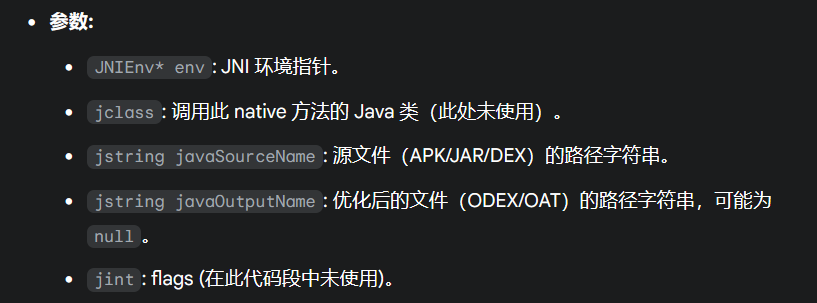 • 参数:
• JNIEnv* env: JNI 环境指针。
• jclass: 调用此 native 方法的 Java 类（此处未使用）。
• jstring javaSourceName: 源文件（APK/JAR/DEX）的路径字符串。
• jstring javaOutputName: 优化后的文件（ODEX/OAT）的路径字符串，可能为
null。
• jint: flags (在此代码段中未使用)。